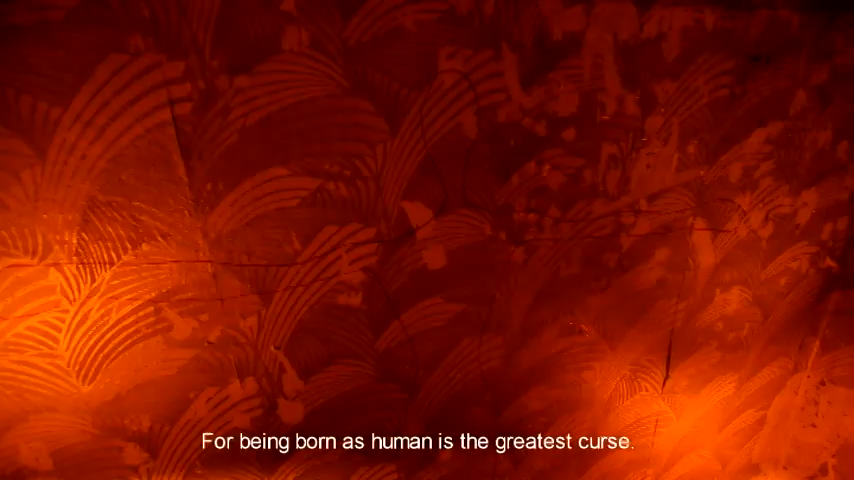 For being born as human is the greatest curse.